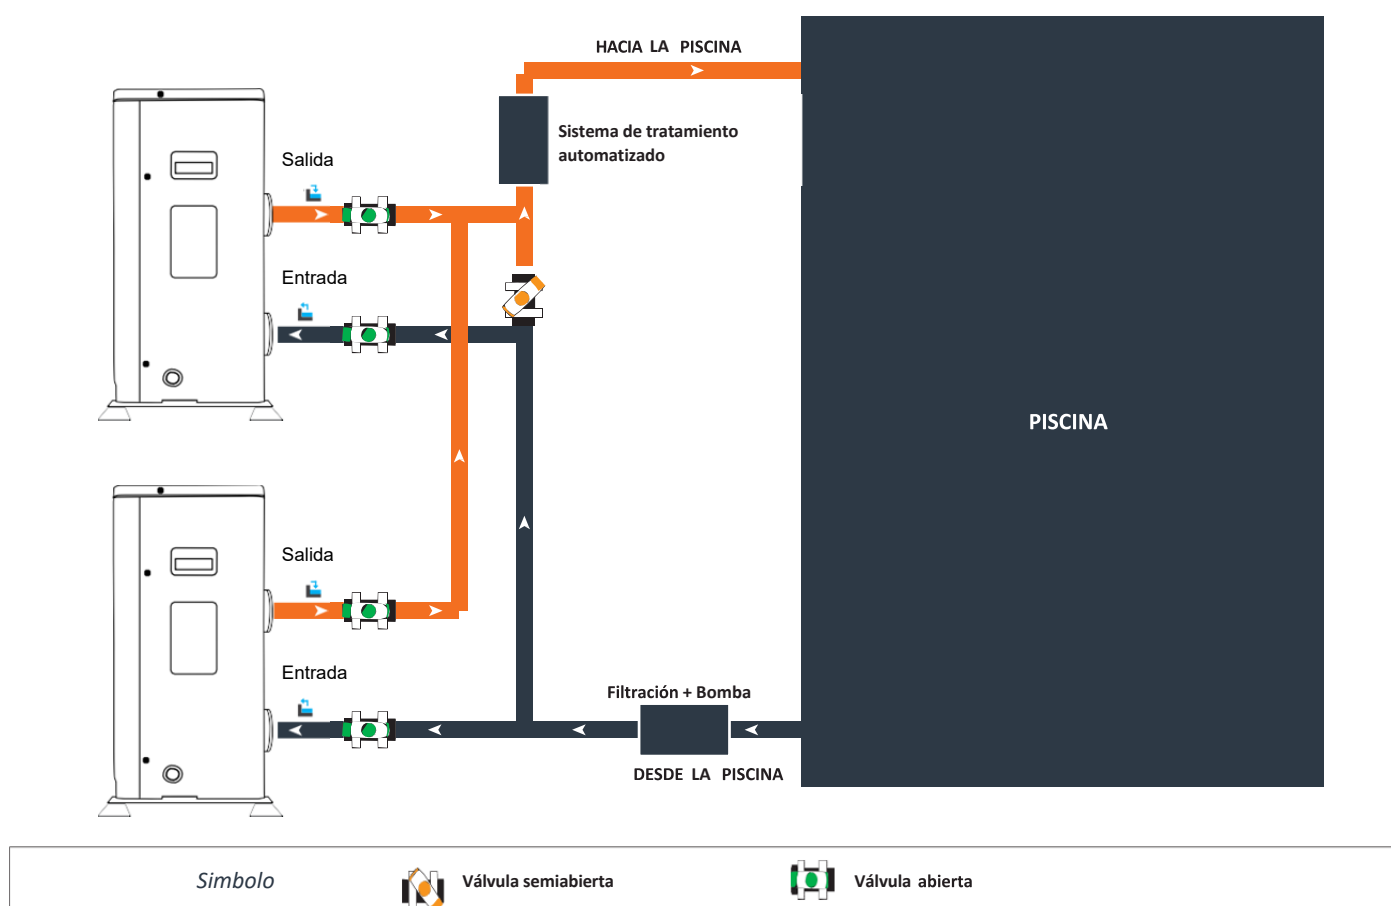 HACIA LA PISCINA
Sistema de tratamiento
automatizado
Salida
Entrada
PISCINA
Salida
Entrada
Filtración + Bomba
DESDE LA PISCINA
Simbolo
Válvula semiabierta
Válvula abierta